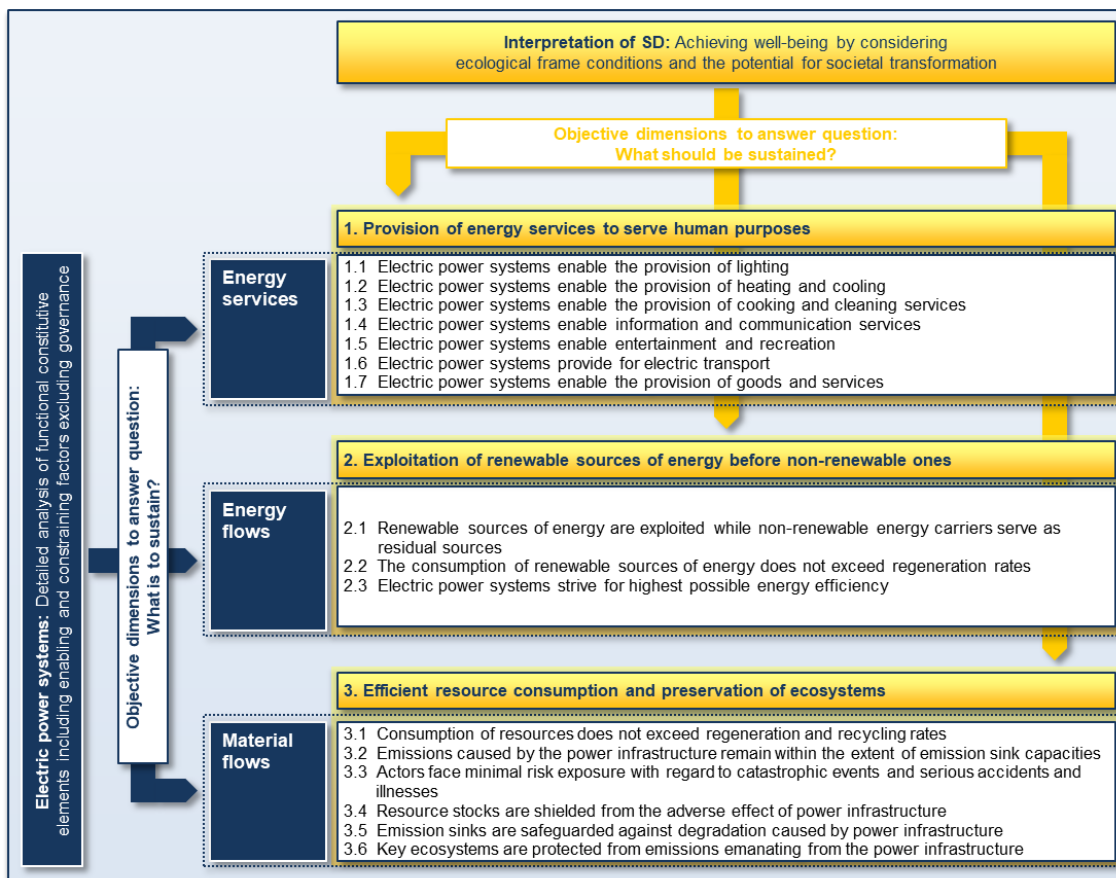 Interpretation of SD: Achieving well-being by considering
ecological frame conditions and the potential for societal transformation
Objective dimensions to answer question:
What should be sustained?
Electric power systems: Detailed analysis of functional constitutive
elements including enabling and constraining factors excluding governance
Objective dimensions to answer question:
What is to sustain?
1. Provision of energy services to serve human purposes
Energy
services
1.1 Electric power systems enable the provision of lighting
1.2 Electric power systems enable the provision of heating and cooling
1.3 Electric power systems enable the provision of cooking and cleaning services
1.4 Electric power systems enable information and communication services
1.5 Electric power systems enable entertainment and recreation
1.6 Electric power systems provide for electric transport
1.7 Electric power systems enable the provision of goods and services
2. Exploitation of renewable sources of energy before non-renewable ones
Energy
flows
2.1 Renewable sources of energy are exploited while non-renewable energy carriers serve as
residual sources
2.2 The consumption of renewable sources of energy does not exceed regeneration rates
2.3 Electric power systems strive for highest possible energy efficiency
3. Efficient resource consumption and preservation of ecosystems
Material
flows
3.1 Consumption of resources does not exceed regeneration and recycling rates
3.2 Emissions caused by the power infrastructure remain within the extent of emission sink capacities
3.3 Actors face minimal risk exposure with regard to catastrophic events and serious accidents and
illnesses
3.4 Resource stocks are shielded from the adverse effect of power infrastructure
3.5 Emission sinks are safeguarded against degradation caused by power infrastructure
3.6 Key ecosystems are protected from emissions emanating from the power infrastructure